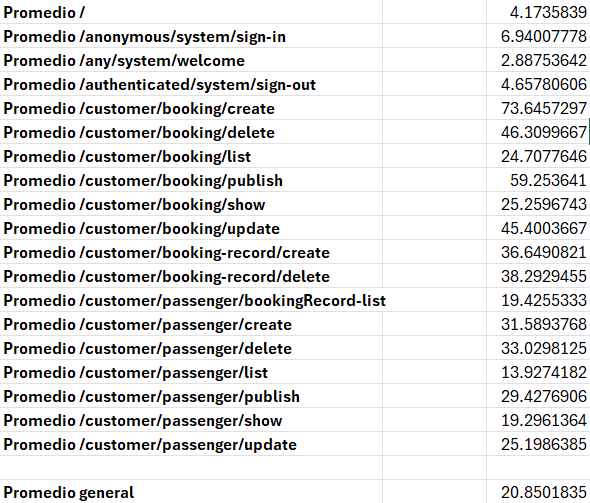 Promedio / 4.1735839
Promedio /anonymous/system/sign-in 6.94007778
Promedio /any/system/welcome 2.88753642
Promedio /authenticated/system/sign-out 4.65780606
Promedio /customer/booking/create 73.6457297
Promedio /customer/booking/delete 46.3099667
Promedio /customer/booking/list 24.7077646
Promedio /customer/booking/publish 59.253641
Promedio /customer/booking/show 25.2596743
Promedio /customer/booking/update 45.4003667
Promedio /customer/booking-record/create 36.6490821
Promedio /customer/booking-record/delete 38.2929455
Promedio /customer/passenger/bookingRecord-list 19.4255333
Promedio /customer/passenger/create 31.5893768
Promedio /customer/passenger/delete 33.0298125
Promedio /customer/passenger/list 13.9274182
Promedio /customer/passenger/publish 29.4276906
Promedio /customer/passenger/show 19.2961364
Promedio /customer/passenger/update 25.1986385
Promedio general 20.8501835